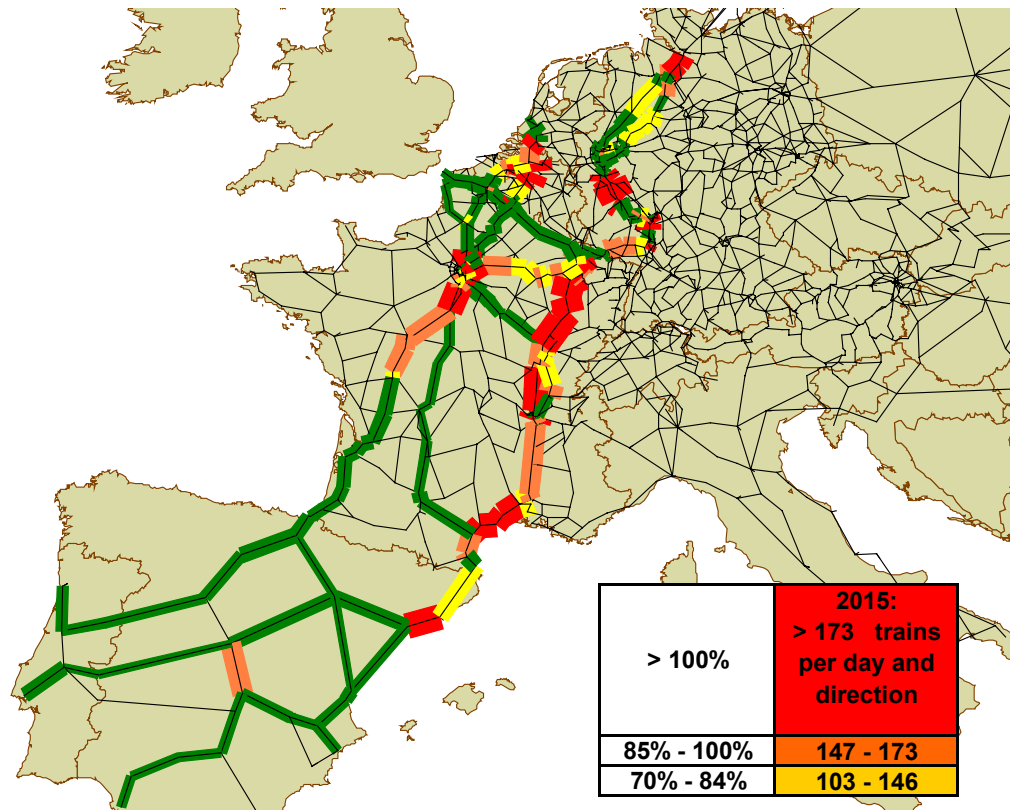 > 100%
2015:
> 173 trains
per day and
direction
85% - 100%
147 - 173
70% - 84%
103 - 146